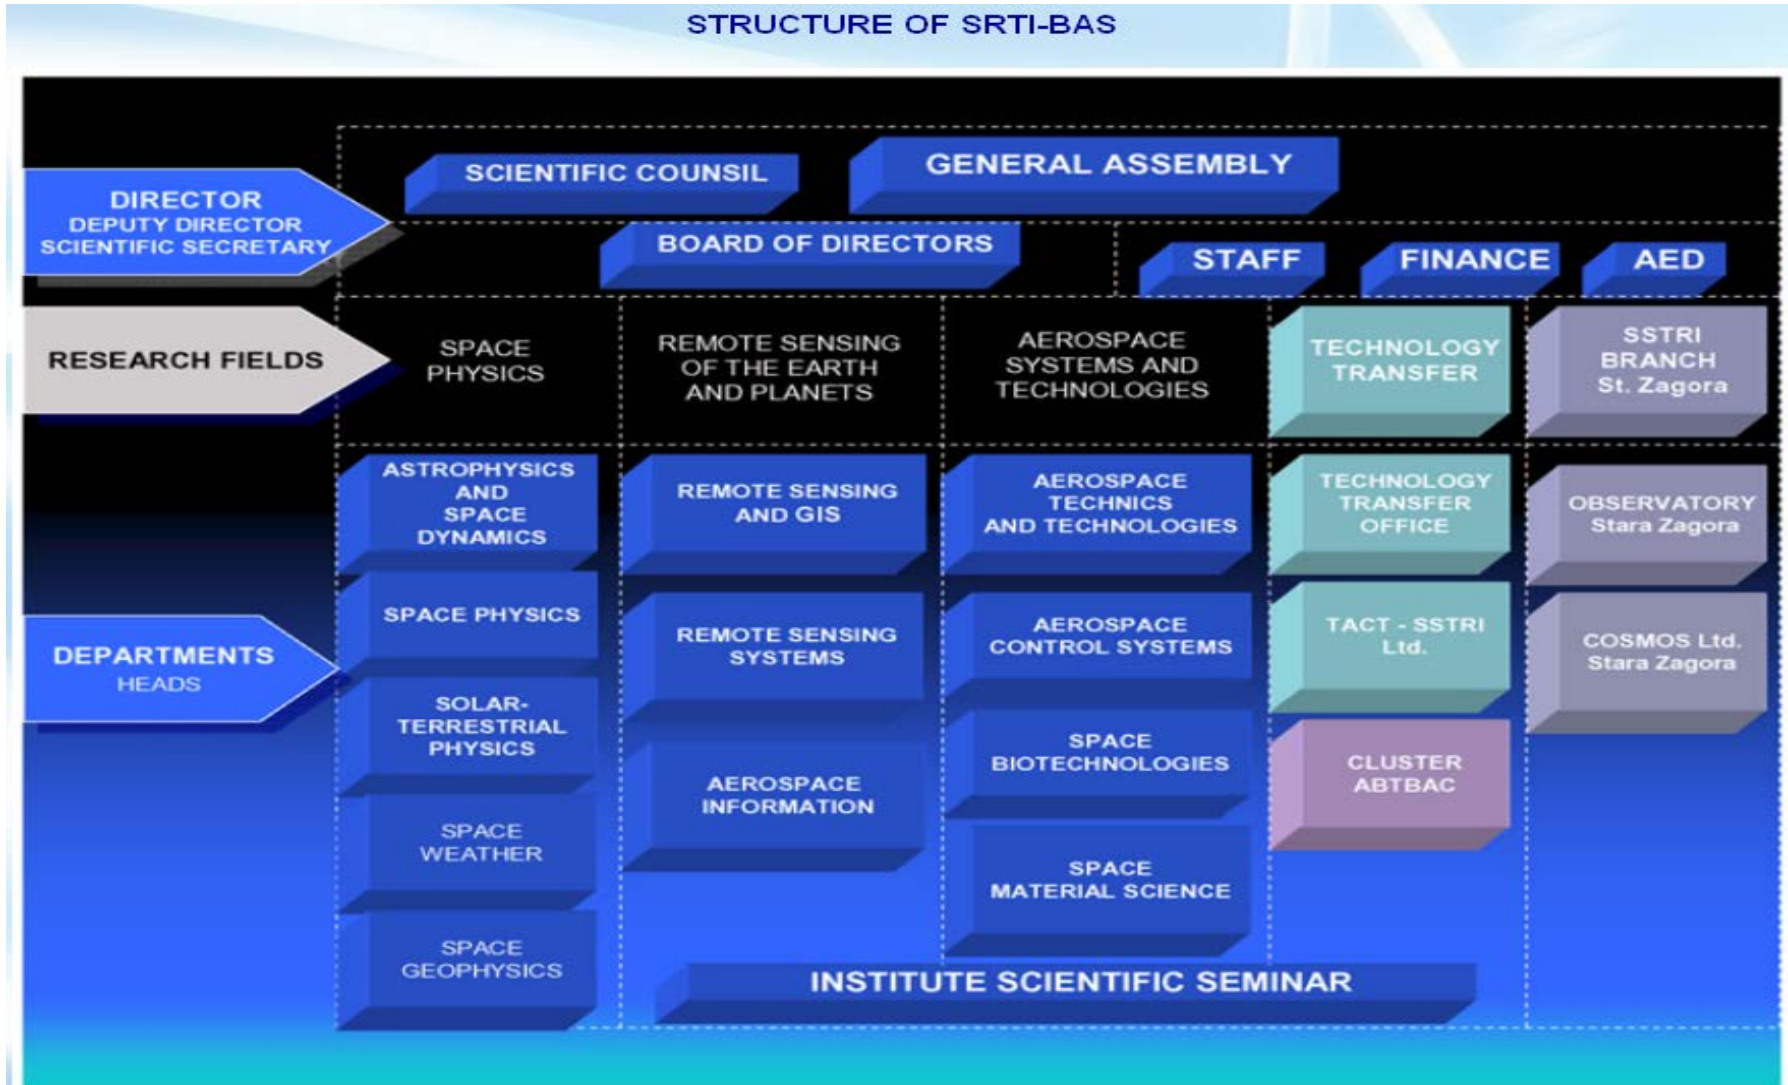 STRUCTURE OF SRTI-BAS
DIRECTOR
DEPUTY DIRECTOR
SCIENTIFIC SECRETARY
SCIENTIFIC COUNSIL
GENERAL ASSEMBLY
BOARD OF DIRECTORS
STAFF
FINANCE
AED
RESEARCH FIELDS
SPACE
PHYSICS
REMOTE SENSING
OF THE EARTH
AND PLANETS
AEROSPACE
SYSTEMS AND
TECHNOLOGIES
TECHNOLOGY
TRANSFER
SSTRI
BRANCH
St. Zagora
DEPARTMENTS
HEADS
ASTROPHYSICS
AND
SPACE
DYNAMICS
SPACE PHYSICS
SOLAR-
TERRESTRIAL
PHYSICS
SPACE
WEATHER
SPACE
GEOPHYSICS
REMOTE SENSING
AND GIS
REMOTE SENSING
SYSTEMS
AEROSPACE
INFORMATION
AEROSPACE
TECHNICS
AND TECHNOLOGIES
AEROSPACE
CONTROL SYSTEMS
SPACE
BIOTECHNOLOGIES
SPACE
MATERIAL SCIENCE
TECHNOLOGY
TRANSFER
OFFICE
TACT - SSTRI
Ltd.
CLUSTER
ABTBAC
OBSERVATORY
Stara Zagora
COSMOS Ltd.
Stara Zagora
INSTITUTE SCIENTIFIC SEMINAR